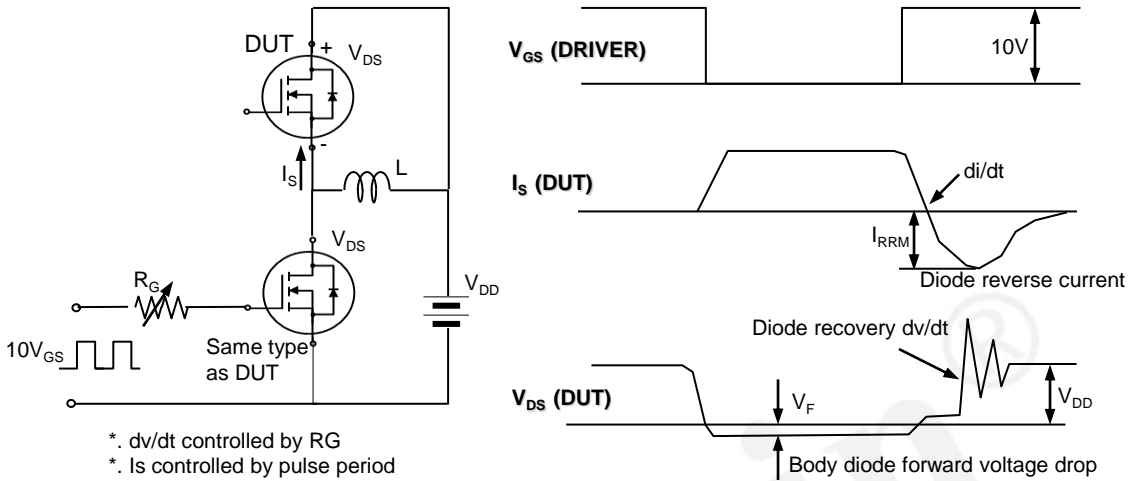 DUT
+
V_DS
-
I_S
L
V_DS
R_G
V_DD
10V_GS
Same type
as DUT
*. dv/dt controlled by RG
*. Is controlled by pulse period
V_GS (DRIVER)
10V
I_S (DUT)
di/dt
I_RRM
Diode reverse current
Diode recovery dv/dt
V_DS (DUT)
V_F
V_DD
Body diode forward voltage drop
®